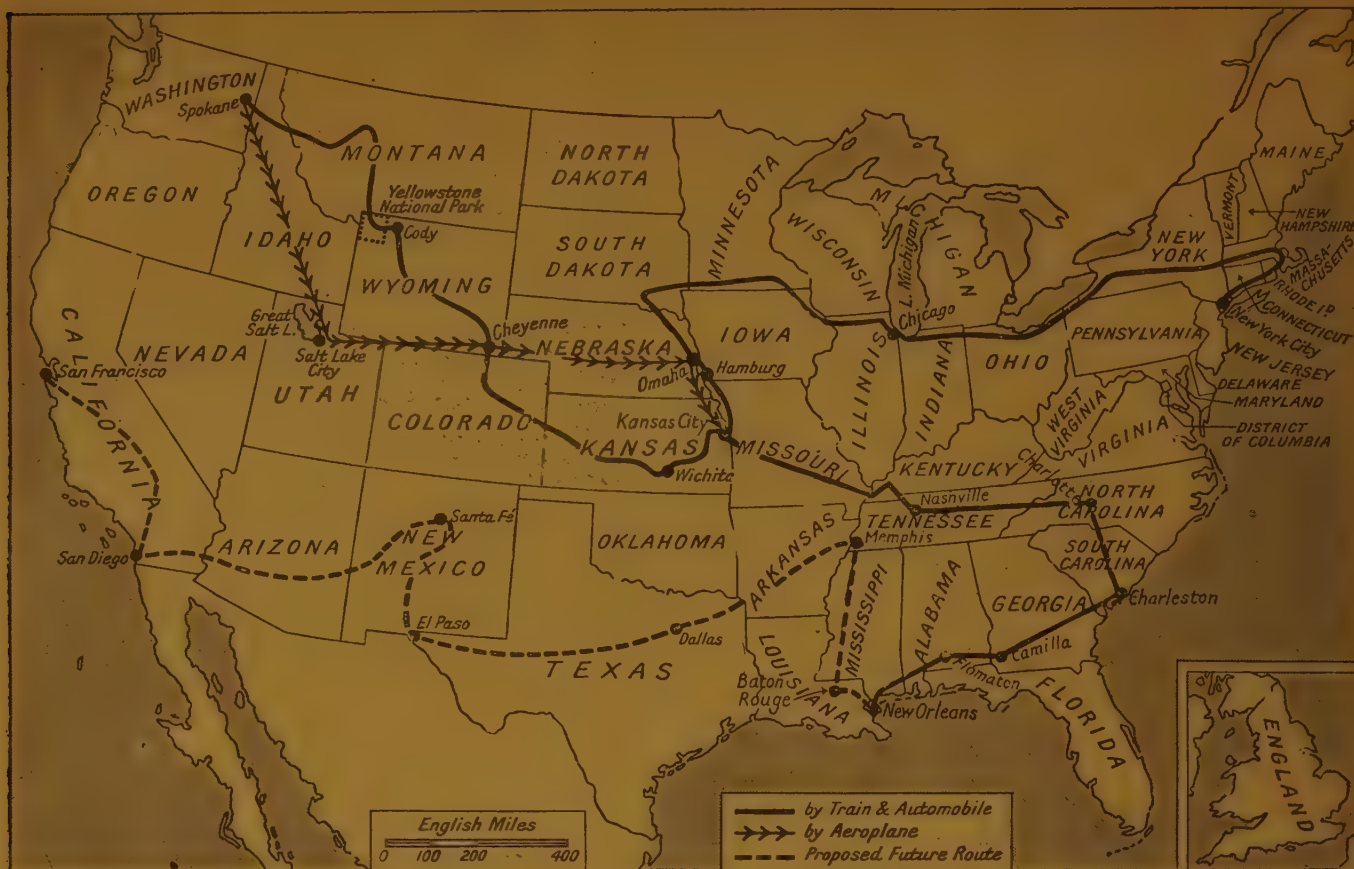 WASHINGTON
Spokane
MONTANA
NORTH
DAKOTA
MINNESOTA
MAINE
OREGON
Yellowstone
National Park
Cody
IDAHO
SOUTH
DAKOTA
WISCONSIN
MICHIGAN
L. Michigan
VERMONT
NEW
HAMPSHIRE
NEW
YORK
MASSA-
CHUSETTS
RHODE ID
CONNECTICUT
New York City
WYOMING
Great
Salt L.
Salt Lake
City
Cheyenne
NEBRASKA
IOWA
Chicago
PENNSYLVANIA
NEW JERSEY
CALIFORNIA
San Francisco
NEVADA
UTAH
Omaha
Hamburg
ILLINOIS
INDIANA
OHIO
DELAWARE
MARYLAND
DISTRICT
OF COLUMBIA
WEST
VIRGINIA
VIRGINIA
COLORADO
Kansas City
KANSAS
Wichita
MISSOURI
KENTUCKY
Charlotte
NORTH
CAROLINA
Nashville
TENNESSEE
Memphis
Santa Fé
San Diego
ARIZONA
NEW
MEXICO
OKLAHOMA
ARKANSAS
SOUTH
CAROLINA
El Paso
Dallas
MISSISSIPPI
ALABAMA
GEORGIA
Charleston
TEXAS
LOUISIANA
Baton
Rouge
New Orleans
Flomaton
Camilla
FLORIDA
ENGLAND
English Miles
0 100 200 400
by Train & Automobile
by Aeroplane
Proposed Future Route